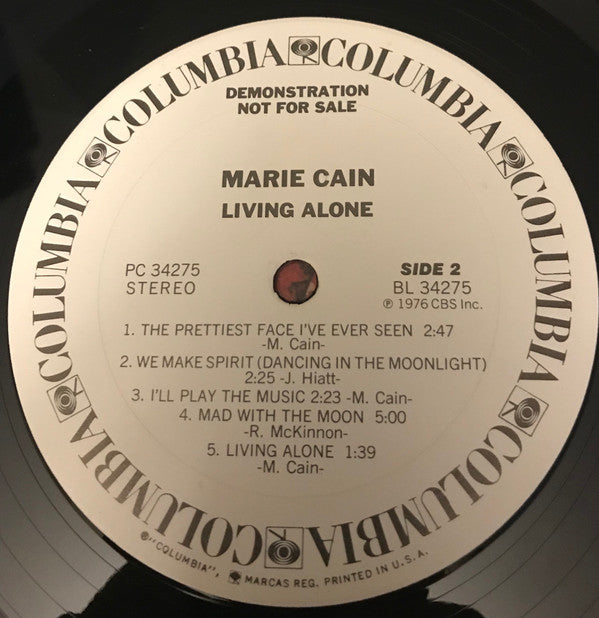 COLUMBIA COLUMBIA COLUMBIA COLUMBIA COLUMBIA COLUMBIA COLUMBIA COLUMBIA
DEMONSTRATION
NOT FOR SALE
MARIE CAIN
LIVING ALONE
PC 34275
STEREO
SIDE 2
BL 34275
℗ 1976 CBS Inc.
1. THE PRETTIEST FACE I'VE EVER SEEN 2:47
-M. Cain-
2. WE MAKE SPIRIT (DANCING IN THE MOONLIGHT)
2:25 -J. Hiatt-
3. I'LL PLAY THE MUSIC 2:23 -M. Cain-
4. MAD WITH THE MOON 5:00
-R. McKinnon-
5. LIVING ALONE 1:39
-M. Cain-
®"COLUMBIA", MARCAS REG. PRINTED IN U.S.A.